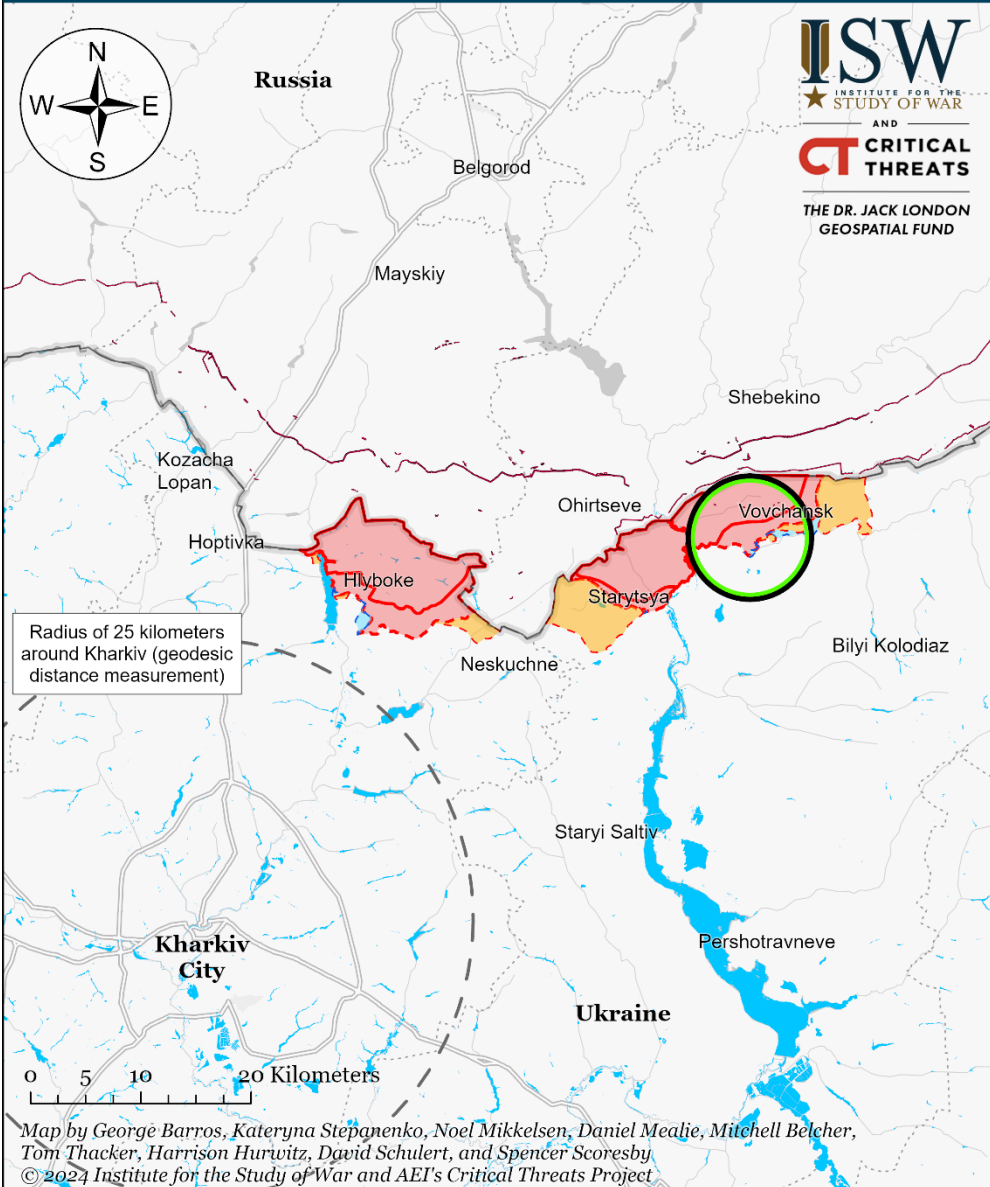 N
W E
S
Russia
ISW
INSTITUTE FOR THE
STUDY OF WAR
AND
CT CRITICAL
THREATS
THE DR. JACK LONDON
GEOSPATIAL FUND
Belgorod
Mayskiy
Shebekino
Kozacha
Lopan
Ohirtseve
Vovchansk
Hoptivka
Hlyboke
Starytsya
Radius of 25 kilometers
around Kharkiv (geodesic
distance measurement)
Neskuchne
Bilyi Kolodiaz
Staryi Saltiv
Kharkiv
City
Pershotravneve
Ukraine
0 5 10 20 Kilometers
Map by George Barros, Kateryna Stepanenko, Noel Mikkelsen, Daniel Mealie, Mitchell Belcher,
Tom Thacker, Harrison Hurwitz, David Schulert, and Spencer Scoresby
© 2024 Institute for the Study of War and AEI's Critical Threats Project